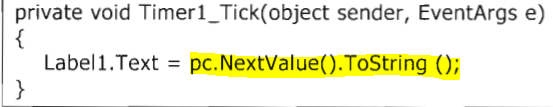 private void Timer1_Tick(object sender, EventArgs e)
{
Label1.Text = pc.NextValue().ToString ();
}